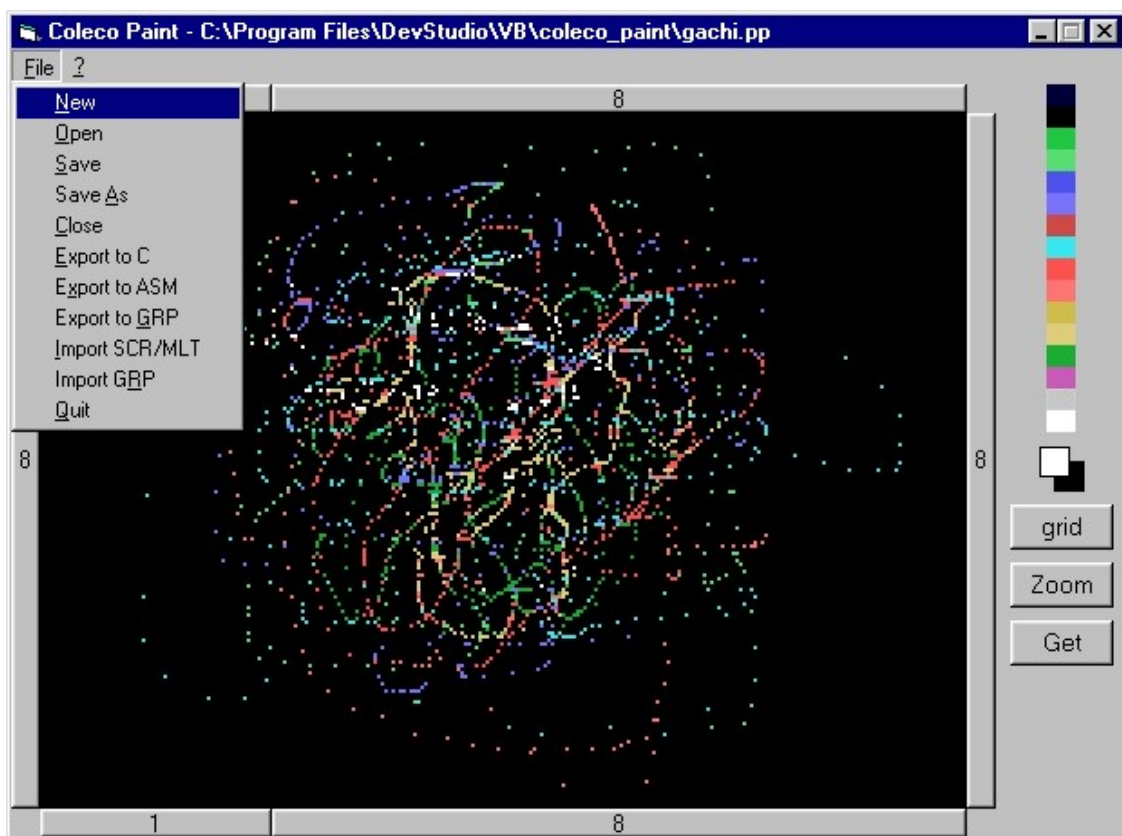 Coleco Paint - C:\Program Files\DevStudio\VB\coleco_paint\gachi.pp
File ?
8
New
Open
Save
Save As
Close
Export to C
Export to ASM
Export to GRP
Import SCR/MLT
Import GRP
Quit
8
8
grid
Zoom
Get
1
8